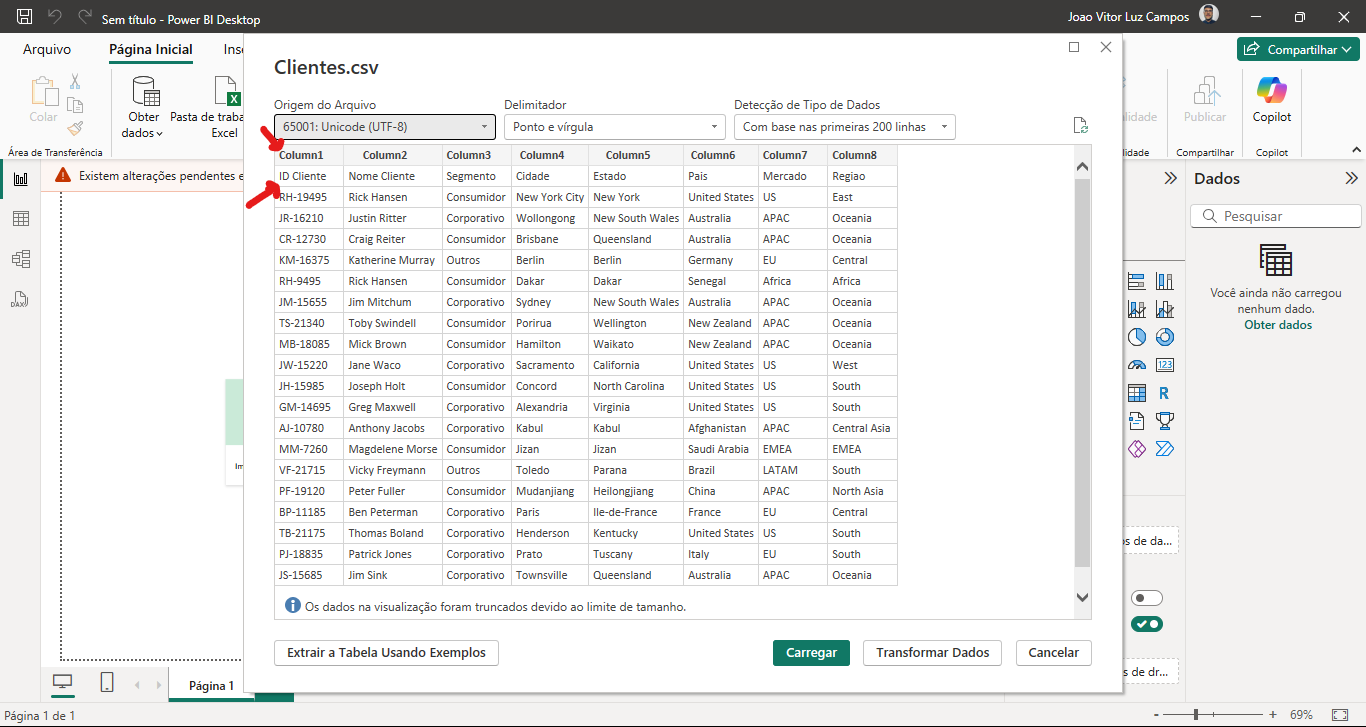 Sem título - Power BI Desktop
Joao Vitor Luz Campos
Arquivo Página Inicial Ins
Compartilhar
Colar
Obter dados
Pasta de traba Excel
Área de Transferência
Publicar
Copilot
Compartilhar
Copilot
Existem alterações pendentes e
Clientes.csv
Origem do Arquivo Delimitador Detecção de Tipo de Dados
65001: Unicode (UTF-8) Ponto e vírgula Com base nas primeiras 200 linhas
Column1 Column2 Column3 Column4 Column5 Column6 Column7 Column8
ID Cliente Nome Cliente Segmento Cidade Estado Pais Mercado Regiao
RH-19495 Rick Hansen Consumidor New York City New York United States US East
JR-16210 Justin Ritter Corporativo Wollongong New South Wales Australia APAC Oceania
CR-12730 Craig Reiter Consumidor Brisbane Queensland Australia APAC Oceania
KM-16375 Katherine Murray Outros Berlin Berlin Germany EU Central
RH-9495 Rick Hansen Consumidor Dakar Dakar Senegal Africa Africa
JM-15655 Jim Mitchum Corporativo Sydney New South Wales Australia APAC Oceania
TS-21340 Toby Swindell Consumidor Porirua Wellington New Zealand APAC Oceania
MB-18085 Mick Brown Consumidor Hamilton Waikato New Zealand APAC Oceania
JW-15220 Jane Waco Corporativo Sacramento California United States US West
JH-15985 Joseph Holt Consumidor Concord North Carolina United States US South
GM-14695 Greg Maxwell Corporativo Alexandria Virginia United States US South
AJ-10780 Anthony Jacobs Corporativo Kabul Kabul Afghanistan APAC Central Asia
MM-7260 Magdelene Morse Consumidor Jizan Jizan Saudi Arabia EMEA EMEA
VF-21715 Vicky Freymann Outros Toledo Parana Brazil LATAM South
PF-19120 Peter Fuller Consumidor Mudanjiang Heilongjiang China APAC North Asia
BP-11185 Ben Peterman Corporativo Paris Ile-de-France France EU Central
TB-21175 Thomas Boland Corporativo Henderson Kentucky United States US South
PJ-18835 Patrick Jones Corporativo Prato Tuscany Italy EU South
JS-15685 Jim Sink Corporativo Townsville Queensland Australia APAC Oceania
Os dados na visualização foram truncados devido ao limite de tamanho.
Extrair a Tabela Usando Exemplos Carregar Transformar Dados Cancelar
Dados
Pesquisar
Você ainda não carregou
nenhum dado.
Obter dados
s de da...
s de dr...
Página 1
Página 1 de 1
69%